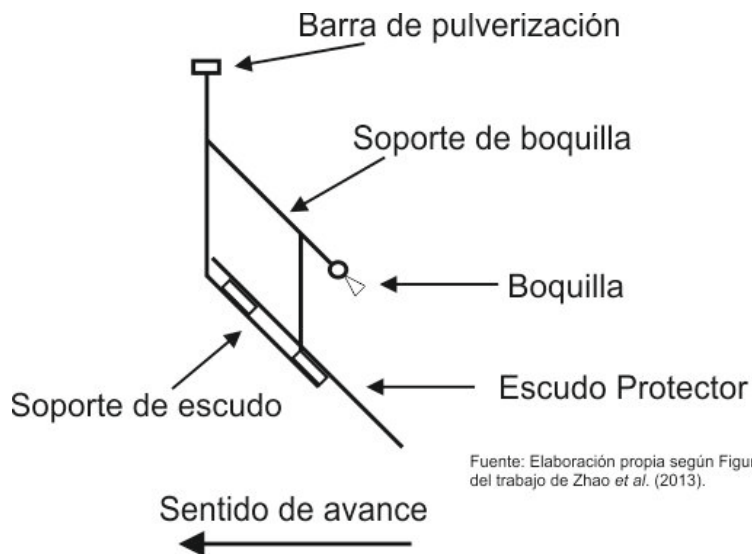 Barra de pulverización
Soporte de boquilla
Boquilla
Escudo Protector
Soporte de escudo
Fuente: Elaboración propia según Figur
del trabajo de Zhao et al. (2013).
Sentido de avance